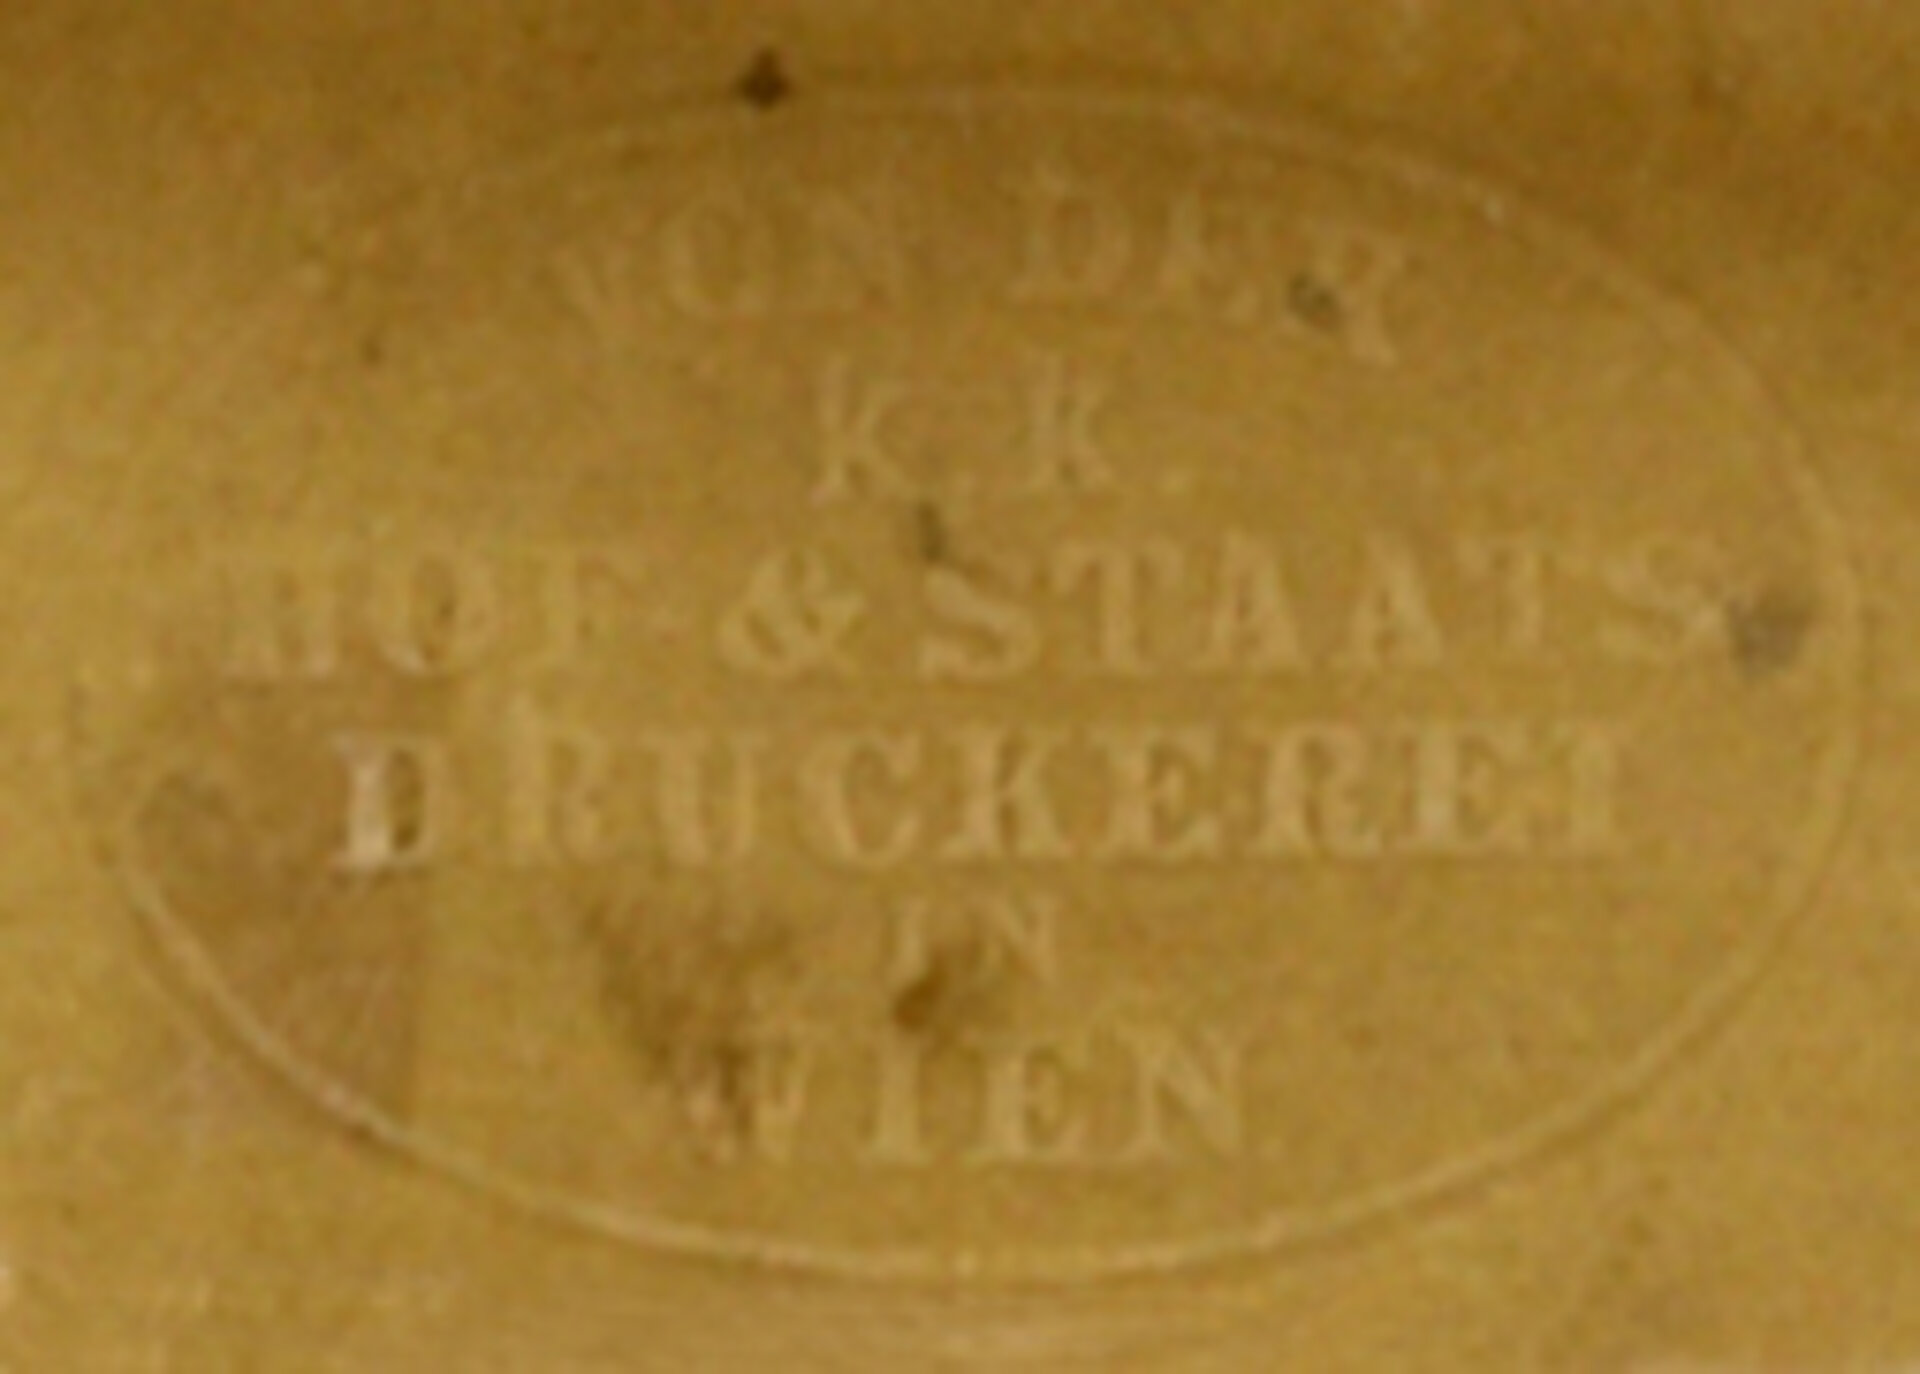 VON DER
K. K.
HOF & STAATS
DRUCKEREI
IN
WIEN